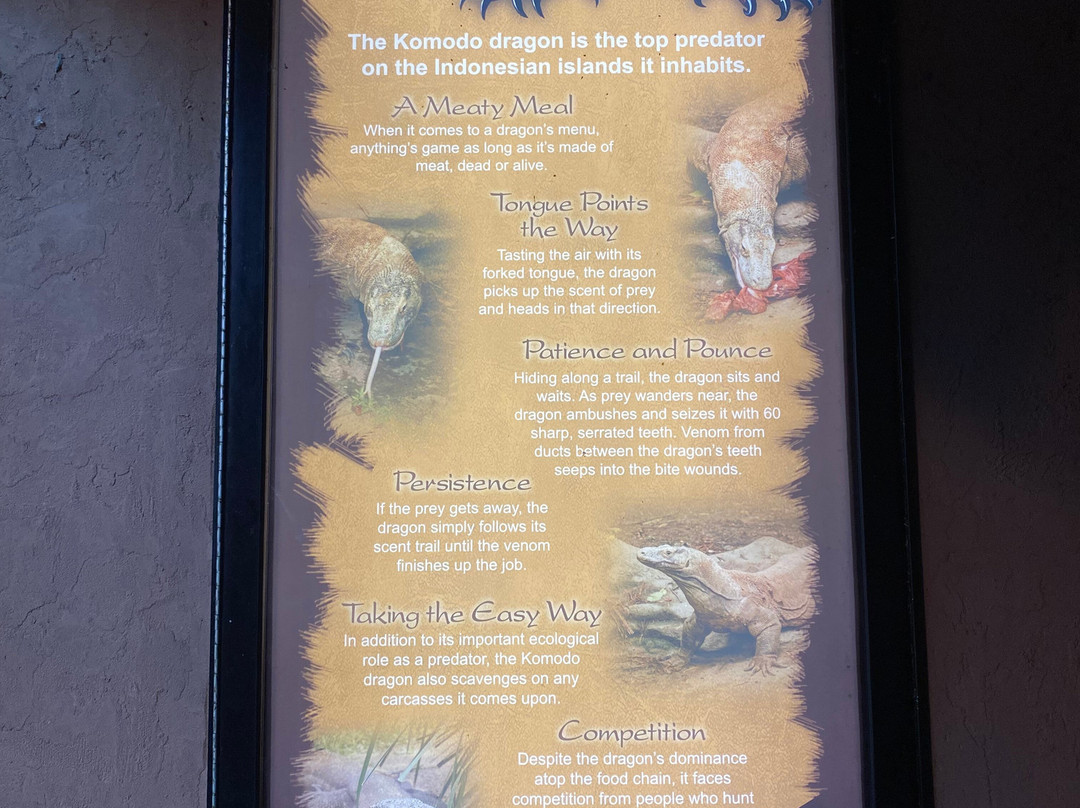 The Komodo dragon is the top predator
on the Indonesian islands it inhabits.
A Meaty Meal
When it comes to a dragon's menu,
anything's game as long as it's made of
meat, dead or alive.
Tongue Points
the Way
Tasting the air with its
forked tongue, the dragon
picks up the scent of prey
and heads in that direction.
Patience and Pounce
Hiding along a trail, the dragon sits and
waits. As prey wanders near, the
dragon ambushes and seizes it with 60
sharp, serrated teeth. Venom from
ducts between the dragon's teeth
seeps into the bite wounds.
Persistence
If the prey gets away, the
dragon simply follows its
scent trail until the venom
finishes up the job.
Taking the Easy Way
In addition to its important ecological
role as a predator, the Komodo
dragon also scavenges on any
carcasses it comes upon.
Competition
Despite the dragon's dominance
atop the food chain, it faces
competition from people who hunt